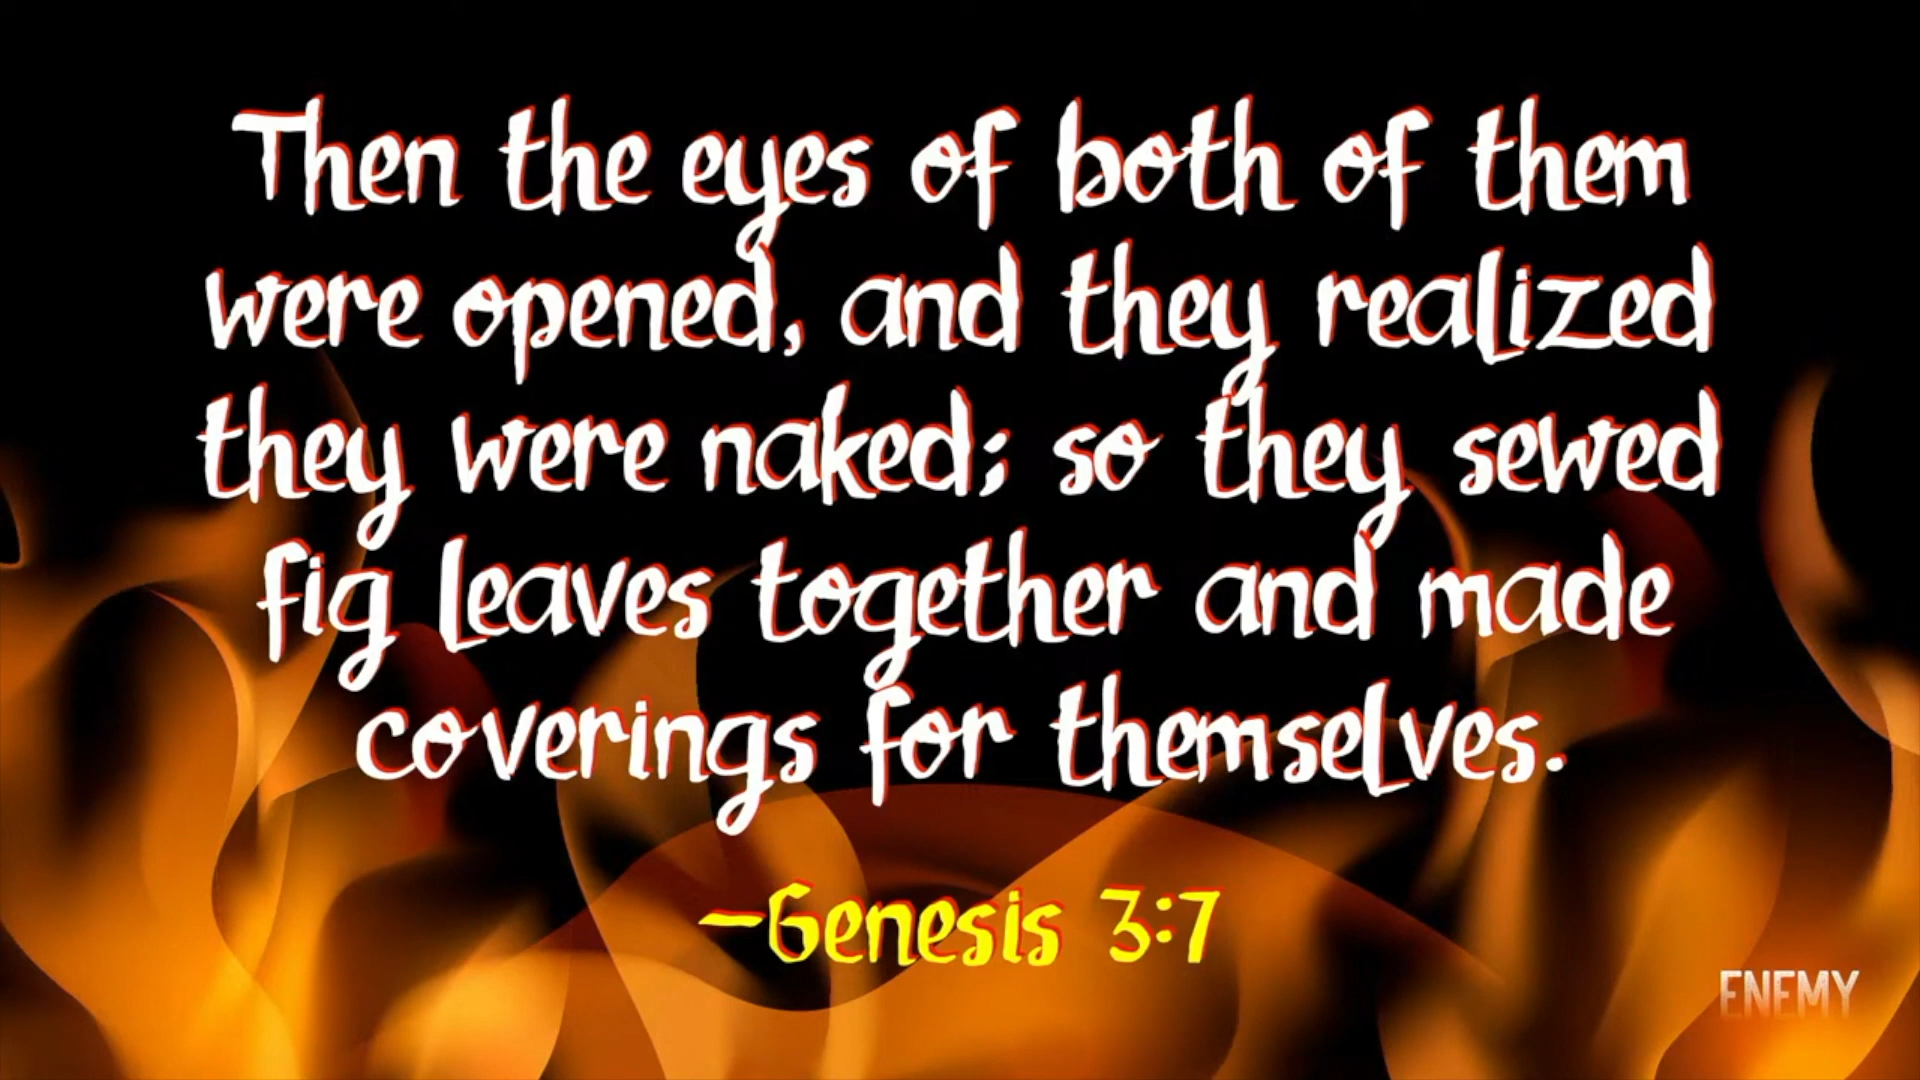 Then the eyes of both of them
were opened, and they realized
they were naked; so they sewed
fig leaves together and made
coverings for themselves.
–Genesis 3:7
ENEMY